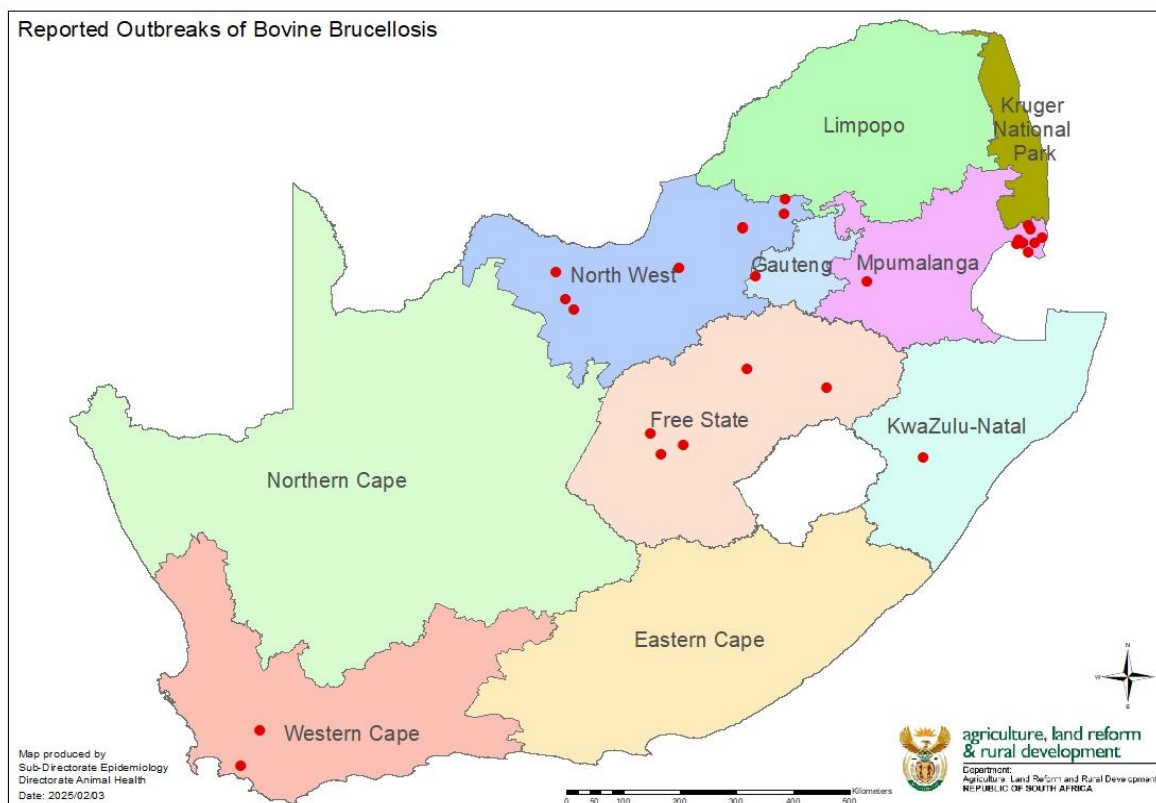 Reported Outbreaks of Bovine Brucellosis
Limpopo
Kruger
National
Park
North West
Gauteng
Mpumalanga
Free State
KwaZulu-Natal
Northern Cape
Eastern Cape
Western Cape
N
W
S
Map produced by
Sub-Directorate Epidemiology
Directorate Animal Health
Date: 2025/02/03
agriculture, land reform
& rural development
Department:
Agriculture, Land Reform and Rural Development
REPUBLIC OF SOUTH AFRICA
Kilometers
0 50 100 200 300 400 500